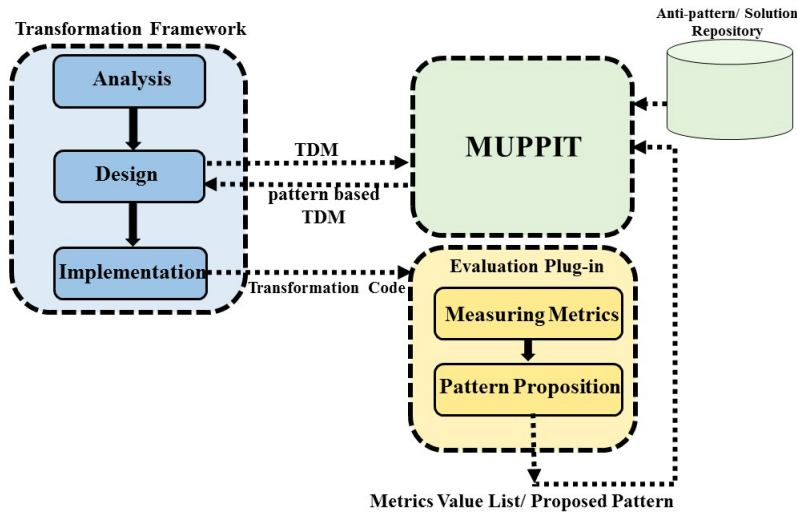 Transformation Framework
Analysis
Design
Implementation
TDM
pattern based
TDM
Transformation Code
MUPPIT
Anti-pattern/ Solution
Repository
Evaluation Plug-in
Measuring Metrics
Pattern Proposition
Metrics Value List/ Proposed Pattern